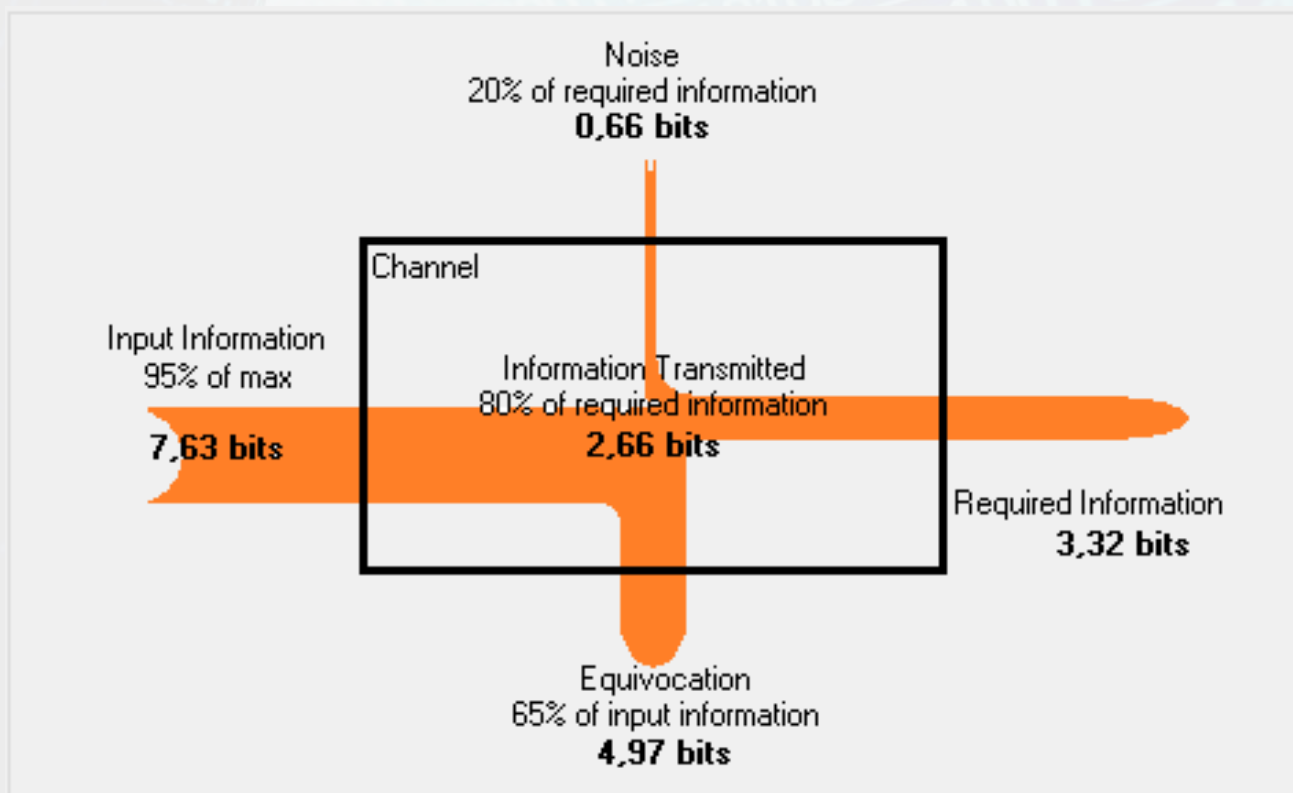 Noise
20% of required information
0,66 bits
Channel
Input Information
95% of max
7,63 bits
Information Transmitted
80% of required information
2,66 bits
Required Information
3,32 bits
Equivocation
65% of input information
4,97 bits